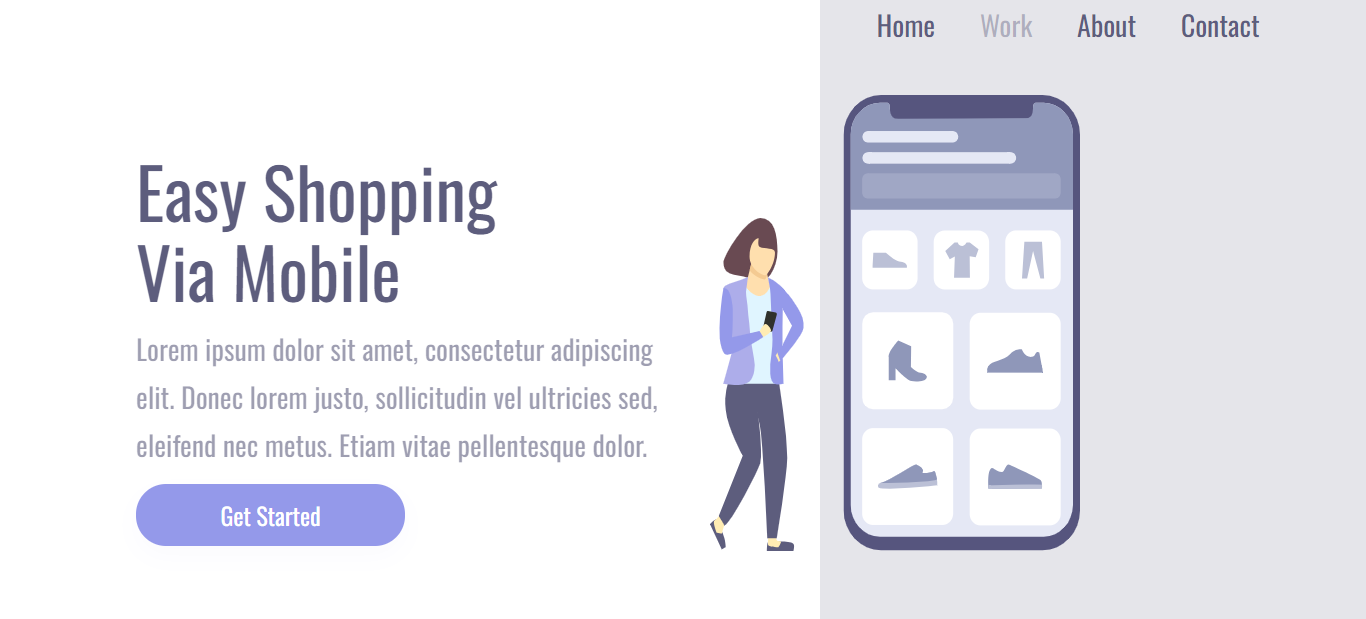 Home Work About Contact
Easy Shopping
Via Mobile
Lorem ipsum dolor sit amet, consectetur adipiscing
elit. Donec lorem justo, sollicitudin vel ultricies sed,
eleifend nec metus. Etiam vitae pellentesque dolor.
Get Started